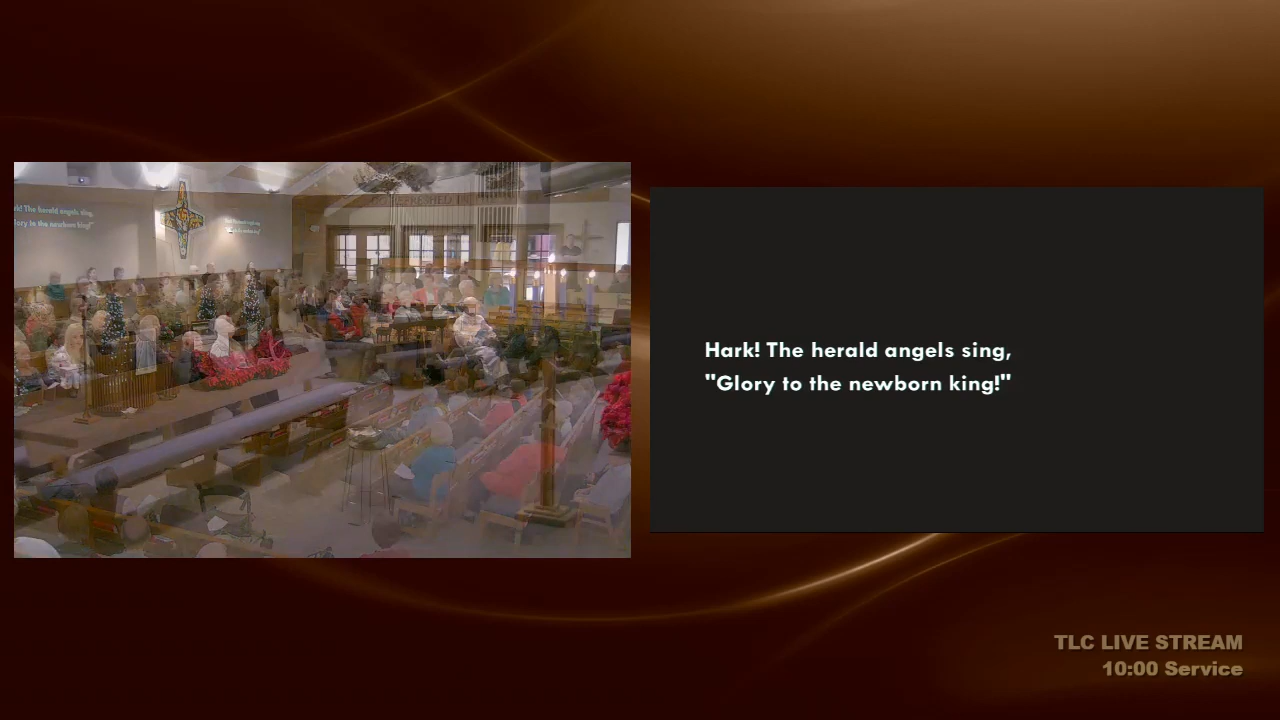 Hark! The herald angels sing,
"Glory to the newborn king!"
TLC LIVE STREAM
10:00 Service